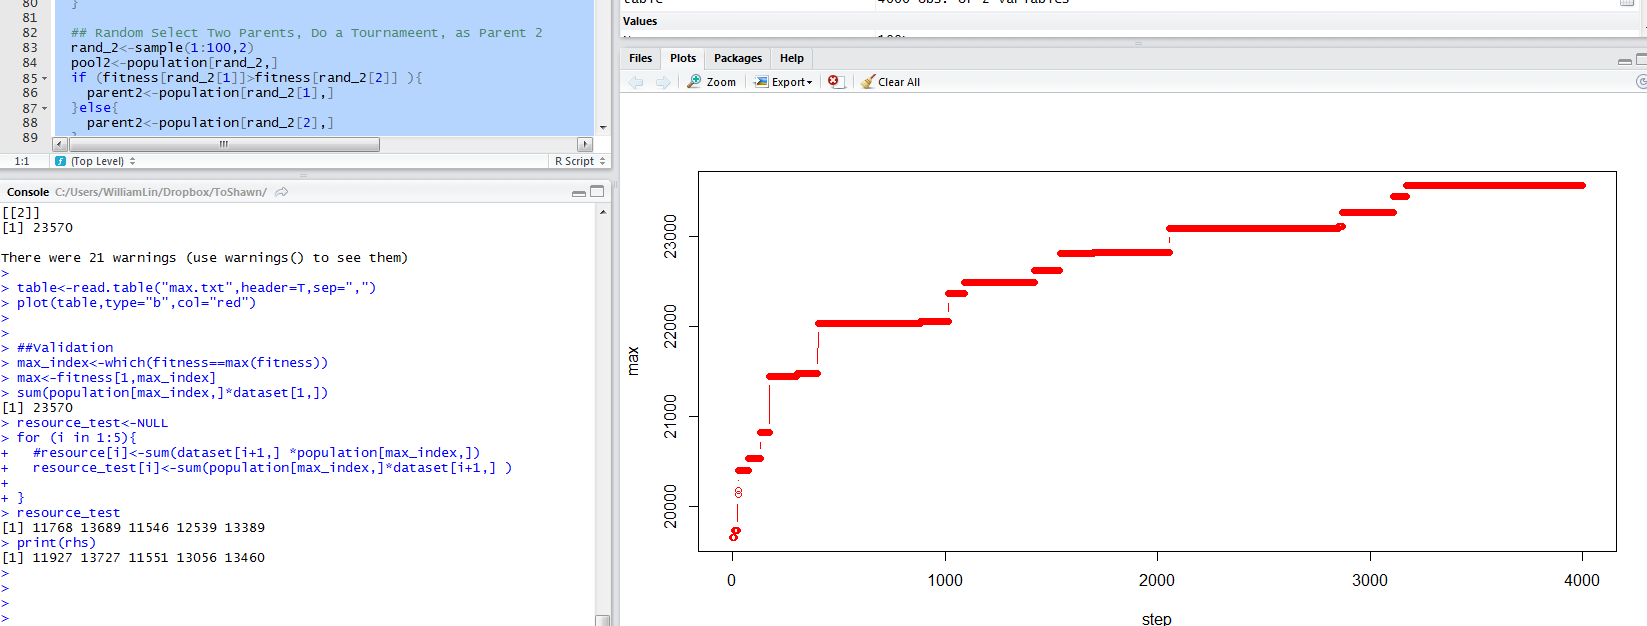 80 }
81
82 ## Random Select Two Parents, Do a Tournameent, as Parent 2
83 rand_2<-sample(1:100,2)
84 pool2<-population[rand_2,]
85 if (fitness[rand_2[1]]>fitness[rand_2[2]] ){
86 parent2<-population[rand_2[1],]
87 }else{
88 parent2<-population[rand_2[2],]
89
1:1 (Top Level) R Script
Console C:/Users/WilliamLin/Dropbox/ToShawn/
[[2]]
[1] 23570
There were 21 warnings (use warnings() to see them)
>
> table<-read.table("max.txt",header=T,sep=",")
> plot(table,type="b",col="red")
>
>
> ##Validation
> max_index<-which(fitness==max(fitness))
> max<-fitness[1,max_index]
> sum(population[max_index,]*dataset[1,])
[1] 23570
> resource_test<-NULL
> for (i in 1:5){
+ #resource[i]<-sum(dataset[i+1,] *population[max_index,])
+ resource_test[i]<-sum(population[max_index,]*dataset[i+1,] )
+
+ }
> resource_test
[1] 11768 13689 11546 12539 13389
> print(rhs)
[1] 11927 13727 11551 13056 13460
>
>
>
>
table 4000 obs. of 2 variables
Values
Files Plots Packages Help
Zoom Export Clear All
max
23000
22000
21000
20000
0 1000 2000 3000 4000
step